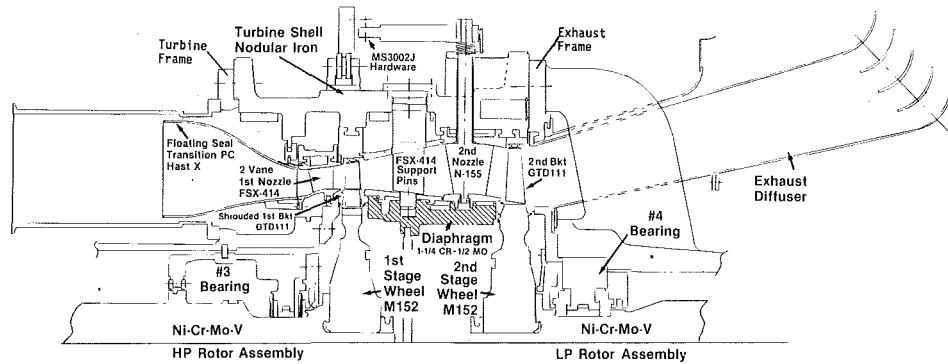 Turbine Shell
Nodular Iron
Turbine
Frame
MS3002J
Hardware
Exhaust
Frame
Floating Seal
Transition PC
Hast X
2 Vane
1st Nozzle
FSX-414
Shrouded 1st Bkt
GTD111
FSX-414
Support
Pins
2nd
Nozzle
N-155
2nd Bkt
GTD111
Exhaust
Diffuser
Diaphragm
1-1/4 CR-1/2 MO
#4
Bearing
#3
Bearing
1st
Stage
Wheel
M152
2nd
Stage
Wheel
M152
Ni-Cr-Mo-V
HP Rotor Assembly
Ni-Cr-Mo-V
LP Rotor Assembly